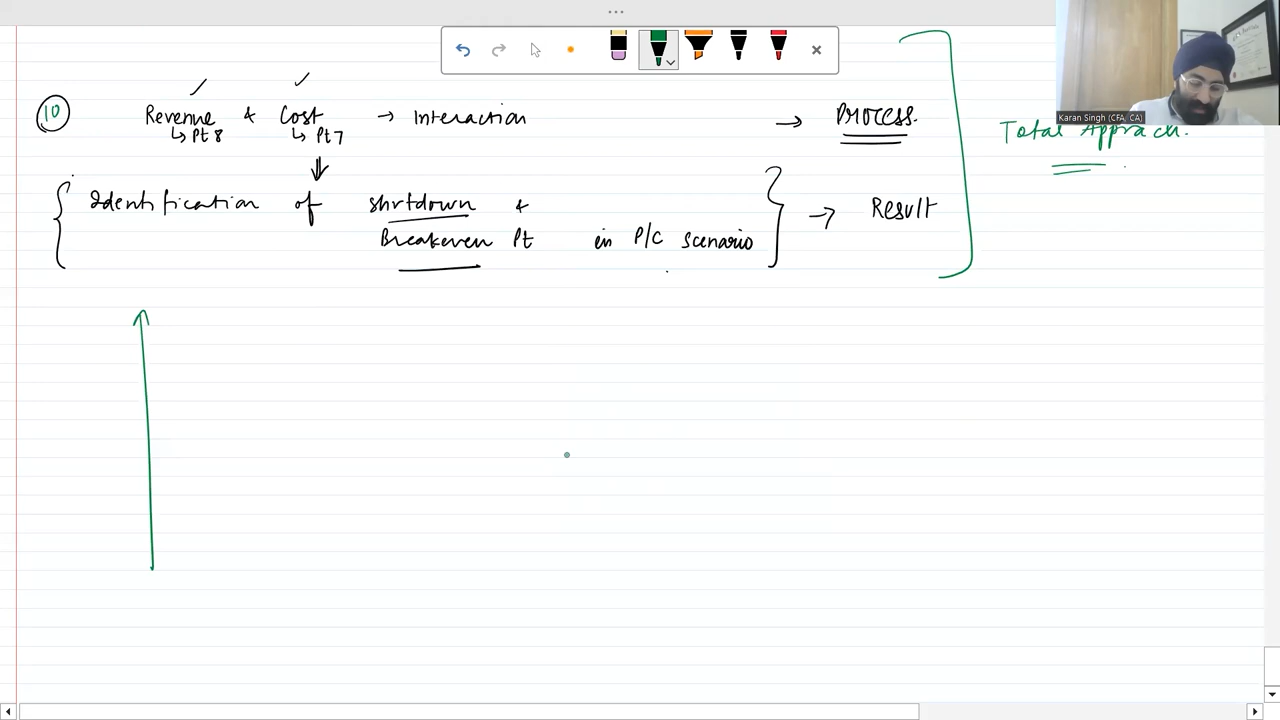 10 Revenue & Cost → Interaction → PROCESS.
↳ Pt 8 ↳ Pt 7
Total Approach.
Identification of shutdown &
Breakeven Pt in P/C scenario → Result
Karan Singh (CFA, CA)